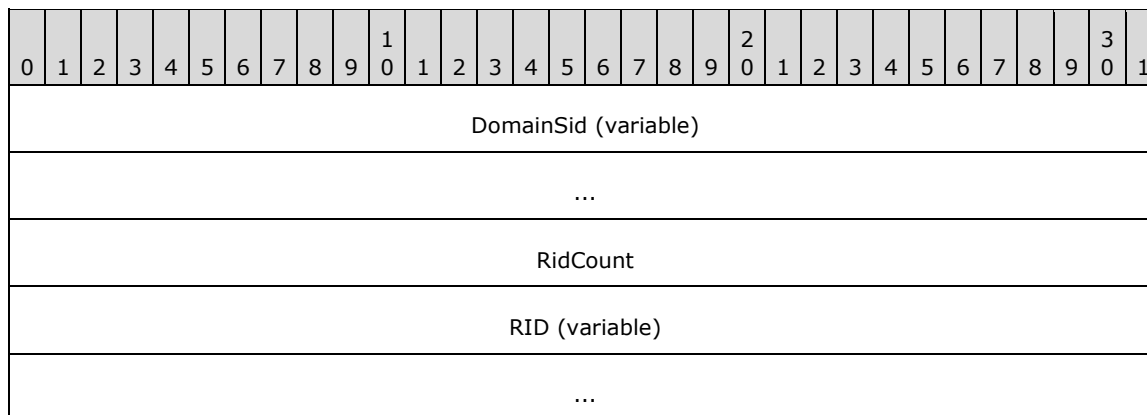 1 2 3
0 1 2 3 4 5 6 7 8 9 0 1 2 3 4 5 6 7 8 9 0 1 2 3 4 5 6 7 8 9 0 1
DomainSid (variable)
...
RidCount
RID (variable)
...